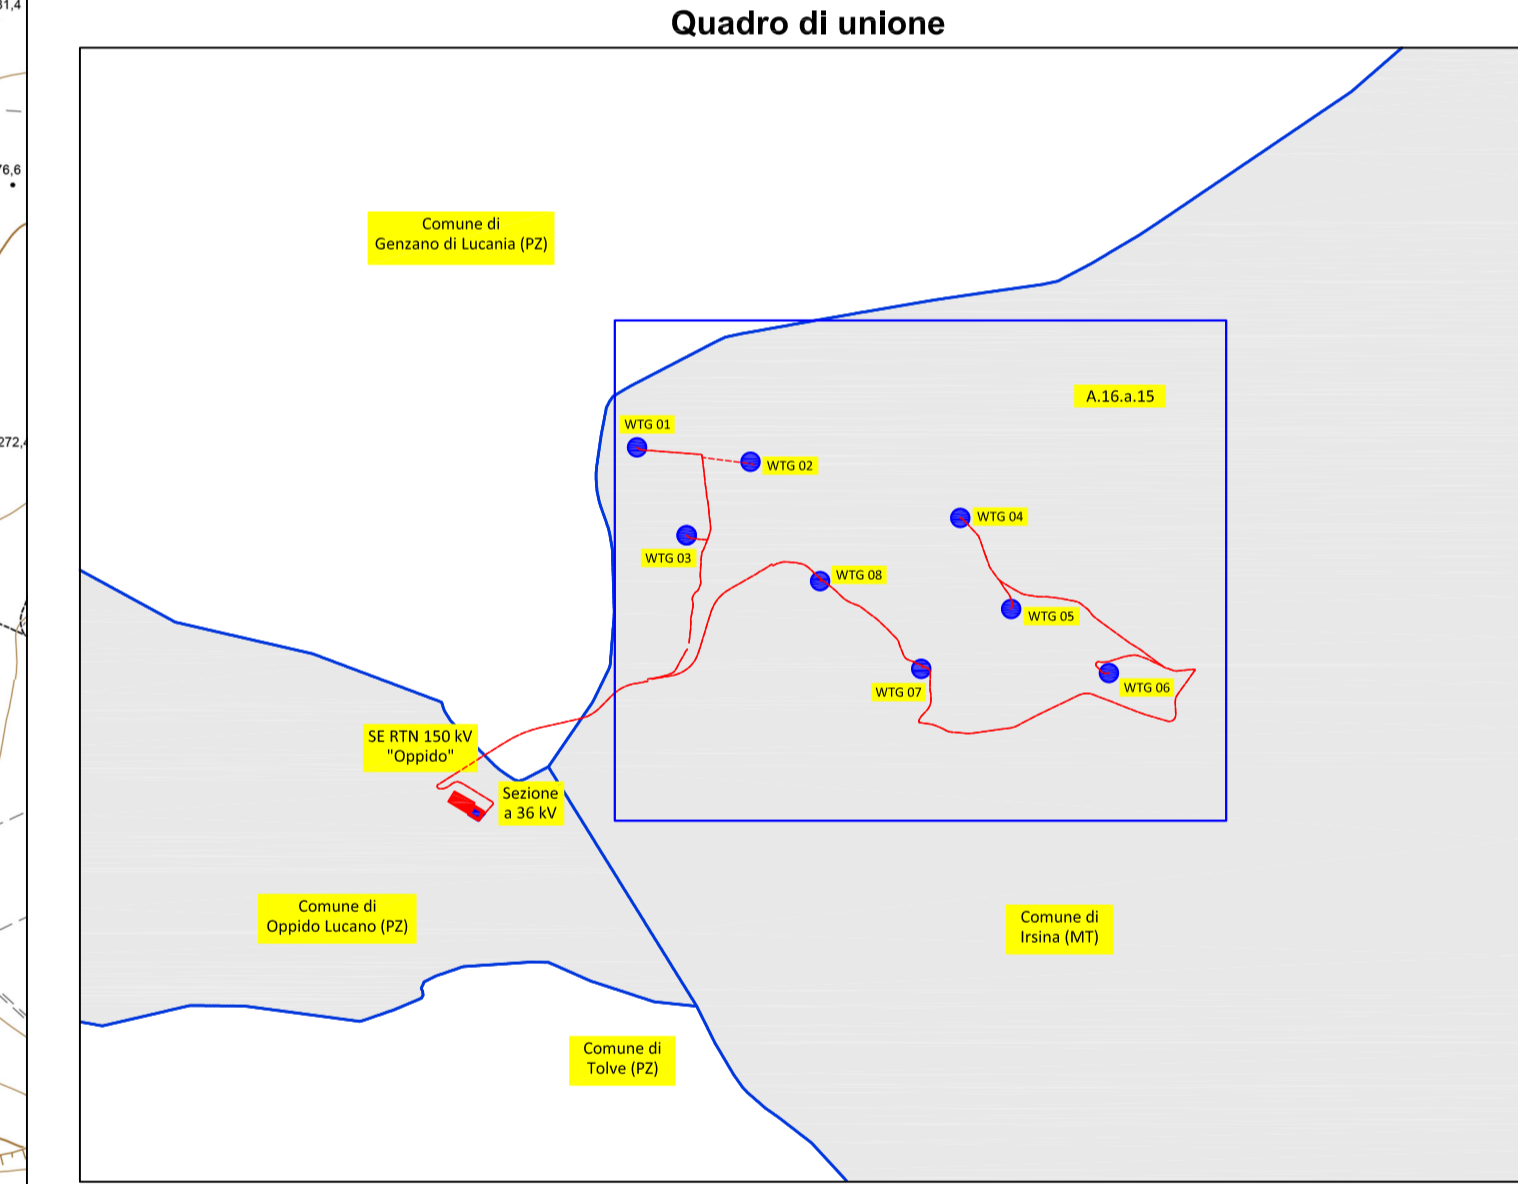 Quadro di unione
Comune di
Genzano di Lucania (PZ)
A.16.a.15
WTG 01
WTG 02
WTG 03
WTG 04
WTG 08
WTG 05
WTG 07
WTG 06
SE RTN 150 kV
"Oppido"
Sezione
a 36 kV
Comune di
Oppido Lucano (PZ)
Comune di
Irsina (MT)
Comune di
Tolve (PZ)